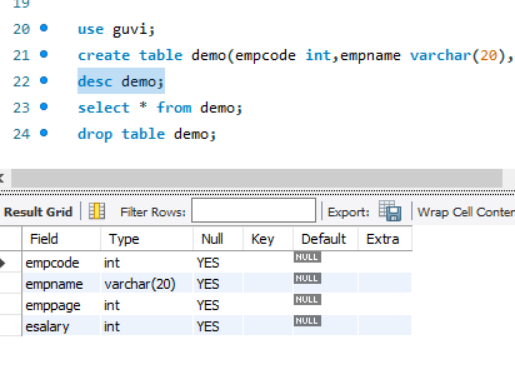 19
20 use guvi;
21 create table demo(empcode int,empname varchar(20),
22 desc demo;
23 select * from demo;
24 drop table demo;
Result Grid Filter Rows: Export: Wrap Cell Conten
Field Type Null Key Default Extra
empcode int YES NULL
empname varchar(20) YES NULL
emppage int YES NULL
esalary int YES NULL